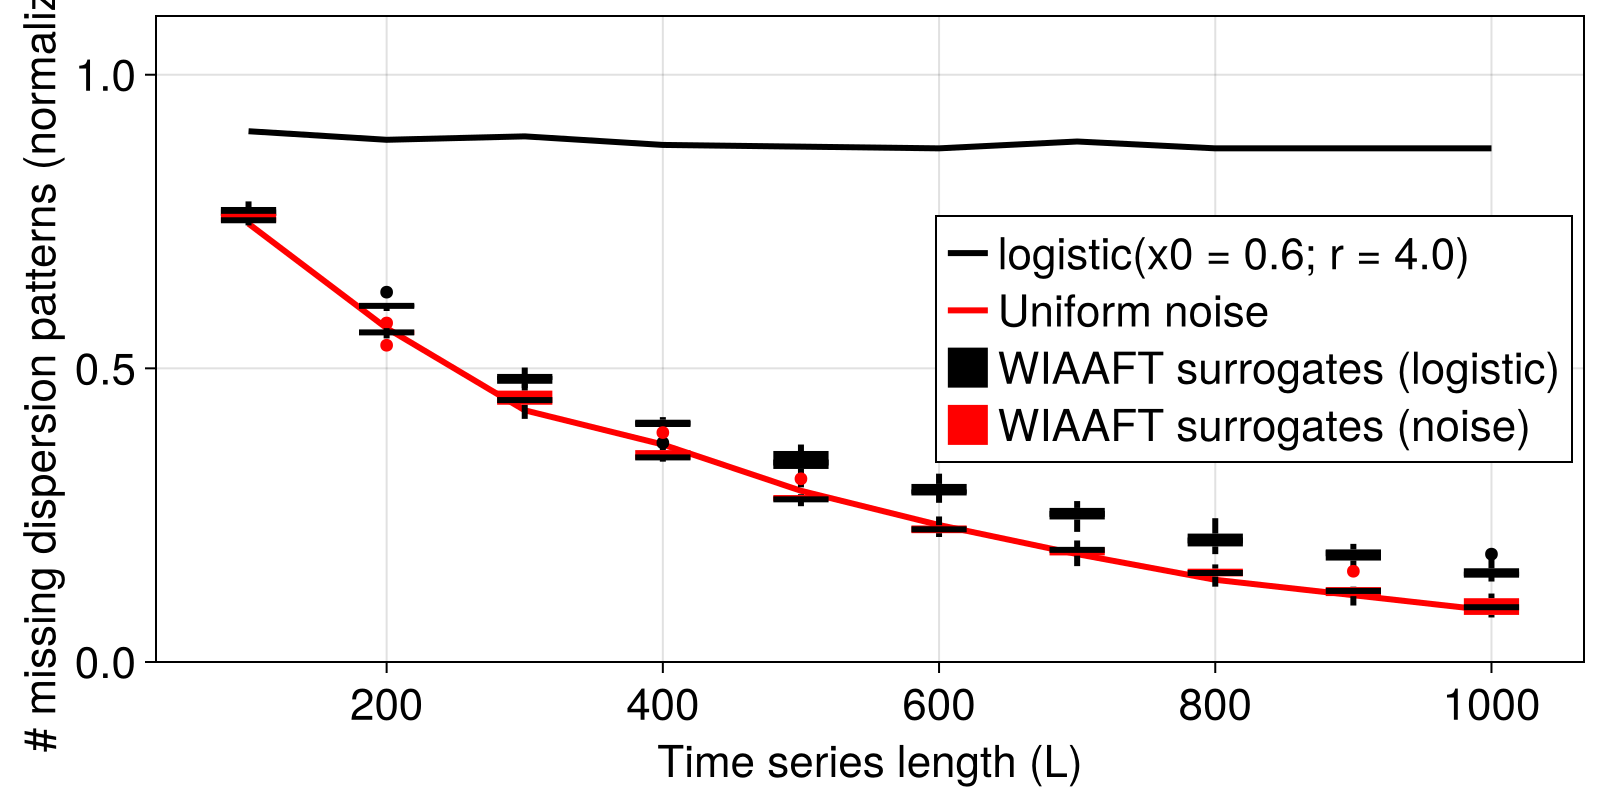 # missing dispersion patterns (normaliz
1.0
0.5
0.0
logistic(x0 = 0.6; r = 4.0)
Uniform noise
WIAAFT surrogates (logistic)
WIAAFT surrogates (noise)
200 400 600 800 1000
Time series length (L)